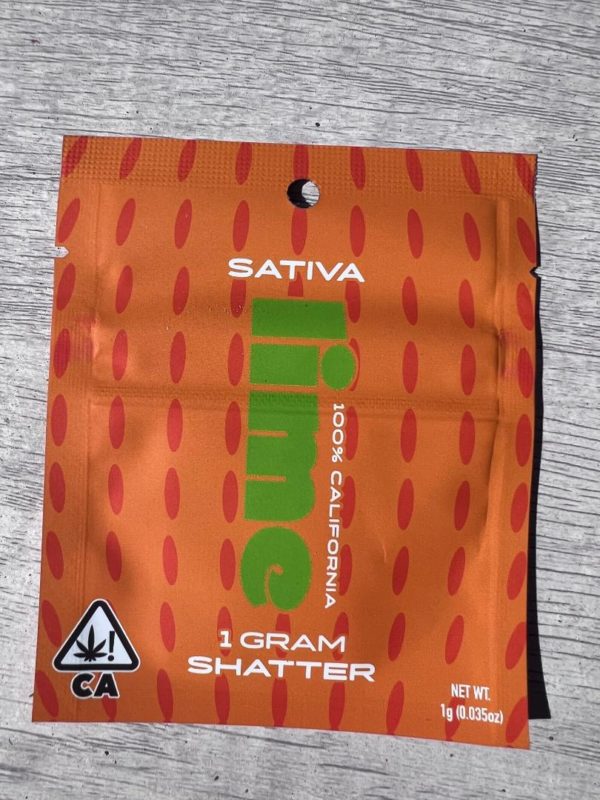 SATIVA
lime
100% CALIFORNIA
1 GRAM
SHATTER
!
CA
NET WT.
1g (0.035oz)